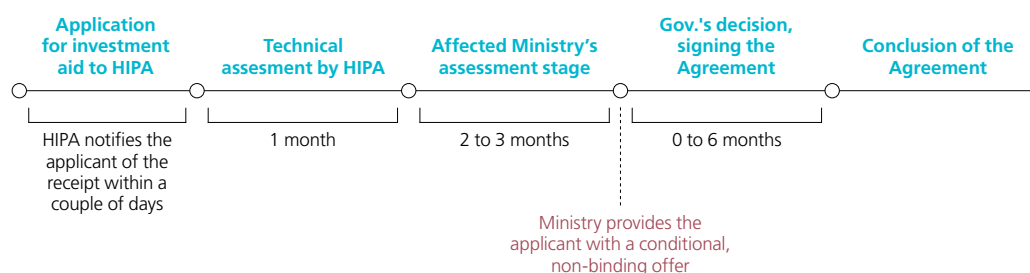 Application
for investment
aid to HIPA
Technical
assesment by HIPA
Affected Ministry's
assessment stage
Gov.'s decision,
signing the
Agreement
Conclusion of the
Agreement
HIPA notifies the
applicant of the
receipt within a
couple of days
1 month
2 to 3 months
0 to 6 months
Ministry provides the
applicant with a conditional,
non-binding offer